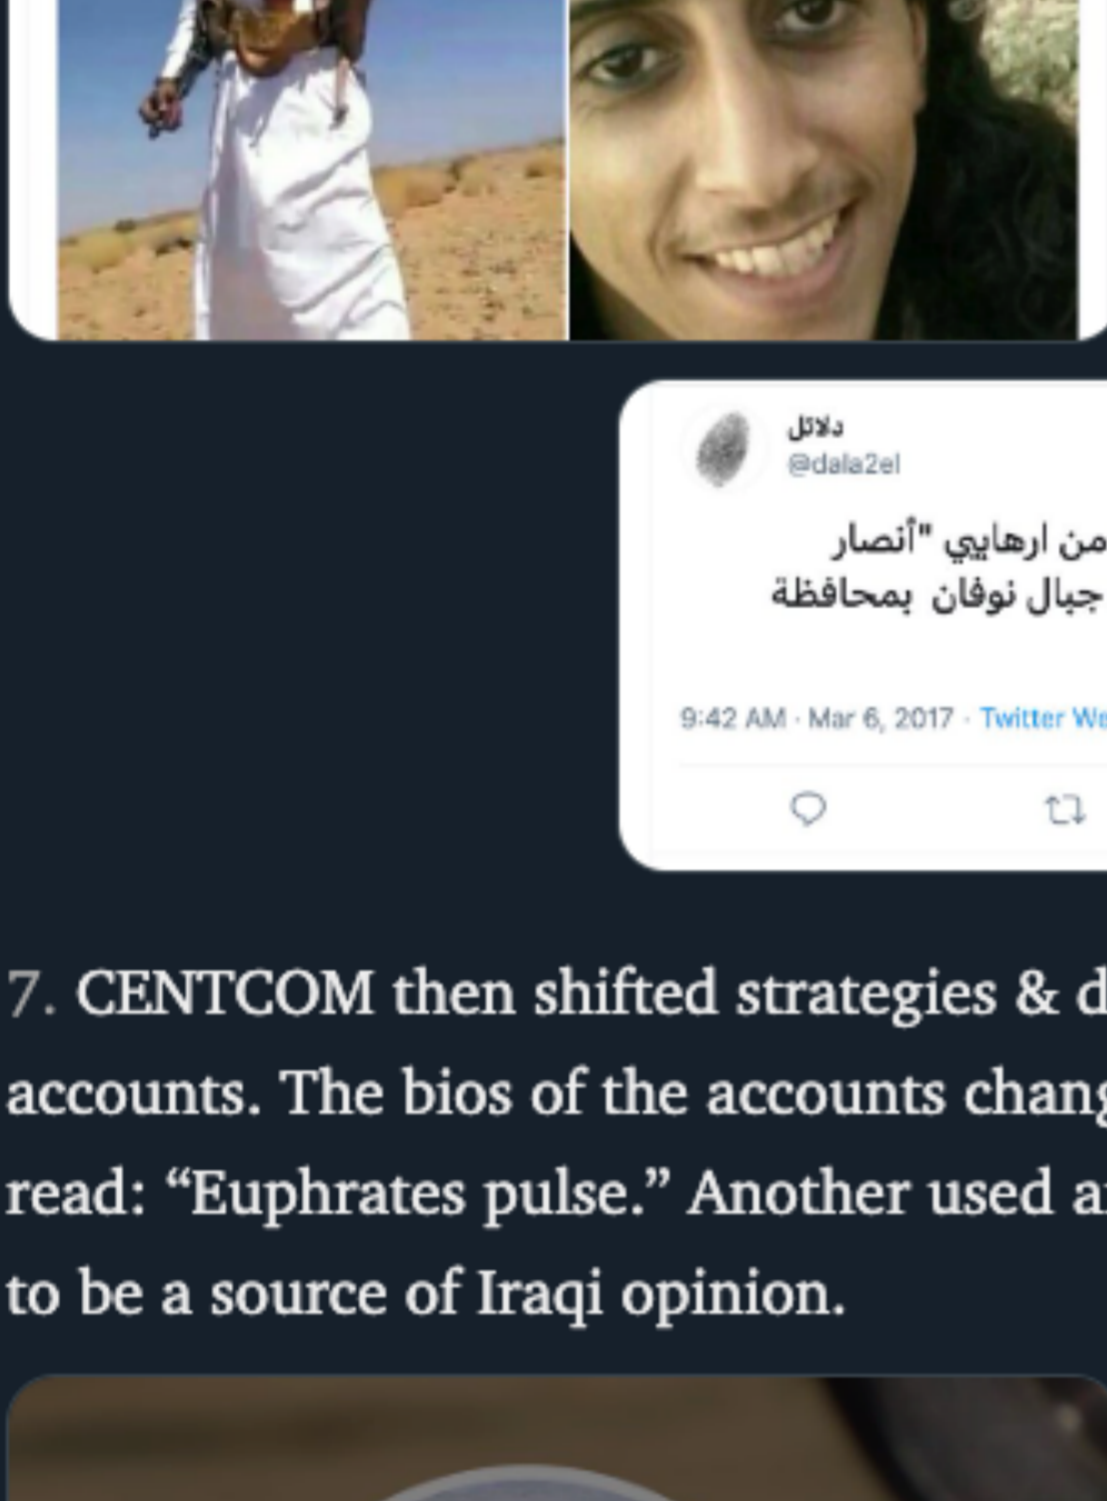 دلائل
@dala2el
من ارهابيي "أنصار
جبال نوفان بمحافظة
9:42 AM · Mar 6, 2017 · Twitter We
7. CENTCOM then shifted strategies & d
accounts. The bios of the accounts chang
read: “Euphrates pulse.” Another used a
to be a source of Iraqi opinion.